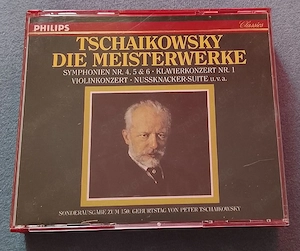 PHILIPS
Classics
TSCHAIKOWSKY
DIE MEISTERWERKE
SYMPHONIEN NR. 4, 5 & 6 · KLAVIERKONZERT NR. 1
VIOLINKONZERT · NUSSKNACKER-SUITE u.v.a.
SONDERAUSGABE ZUM 150. GEBURTSTAG VON PETER TSCHAIKOWSKY